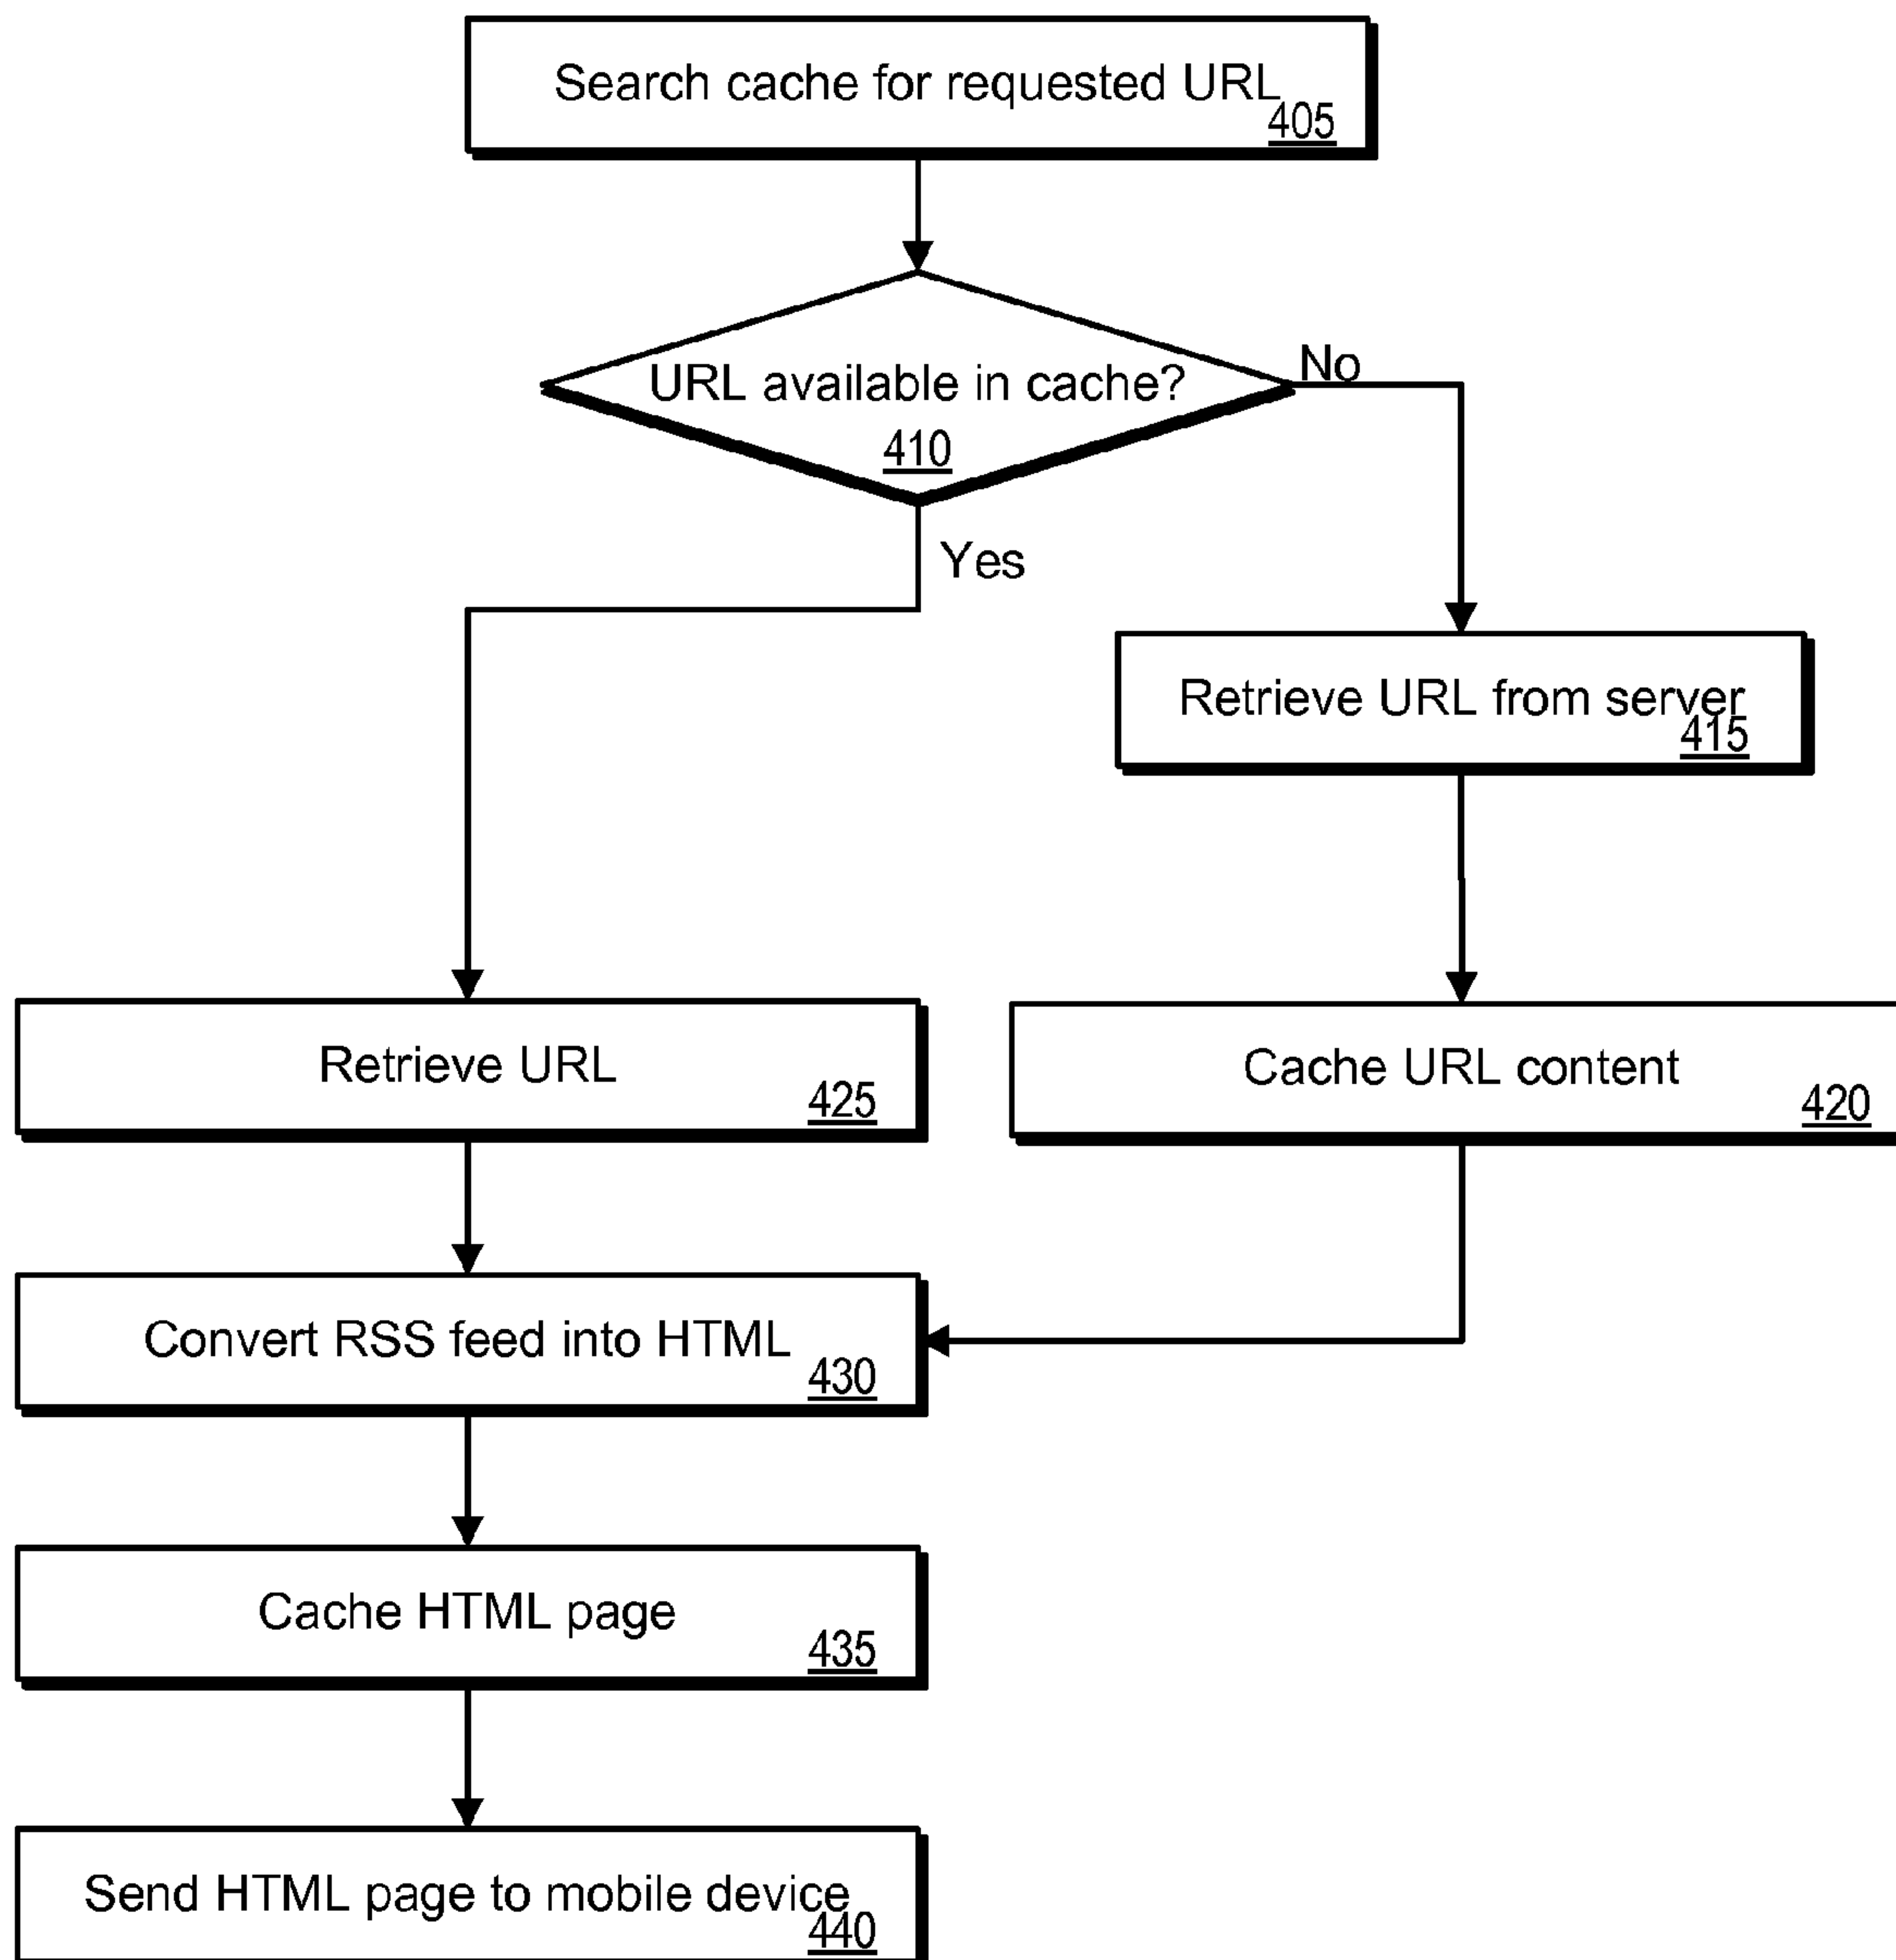 Search cache for requested URL
405
URL available in cache?
410
No
Yes
Retrieve URL from server
415
Retrieve URL
425
Cache URL content
420
Convert RSS feed into HTML
430
Cache HTML page
435
Send HTML page to mobile device
440